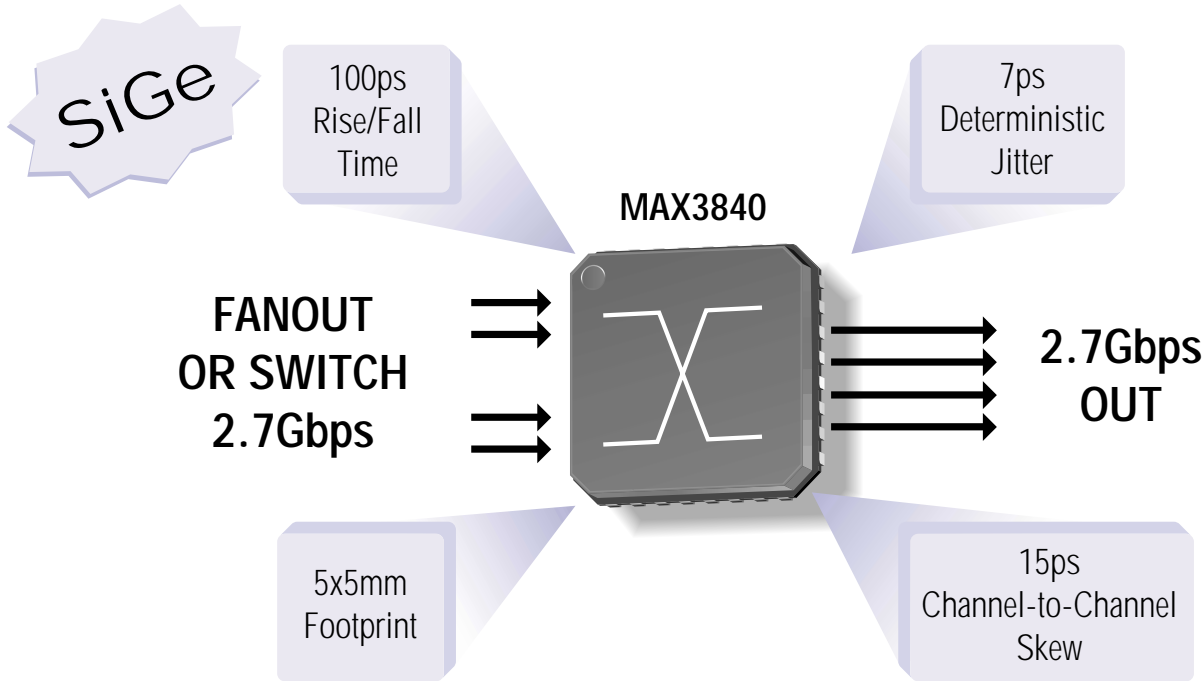 SiGe
100ps
Rise/Fall
Time
7ps
Deterministic
Jitter
MAX3840
FANOUT
OR SWITCH
2.7Gbps
2.7Gbps
OUT
5x5mm
Footprint
15ps
Channel-to-Channel
Skew